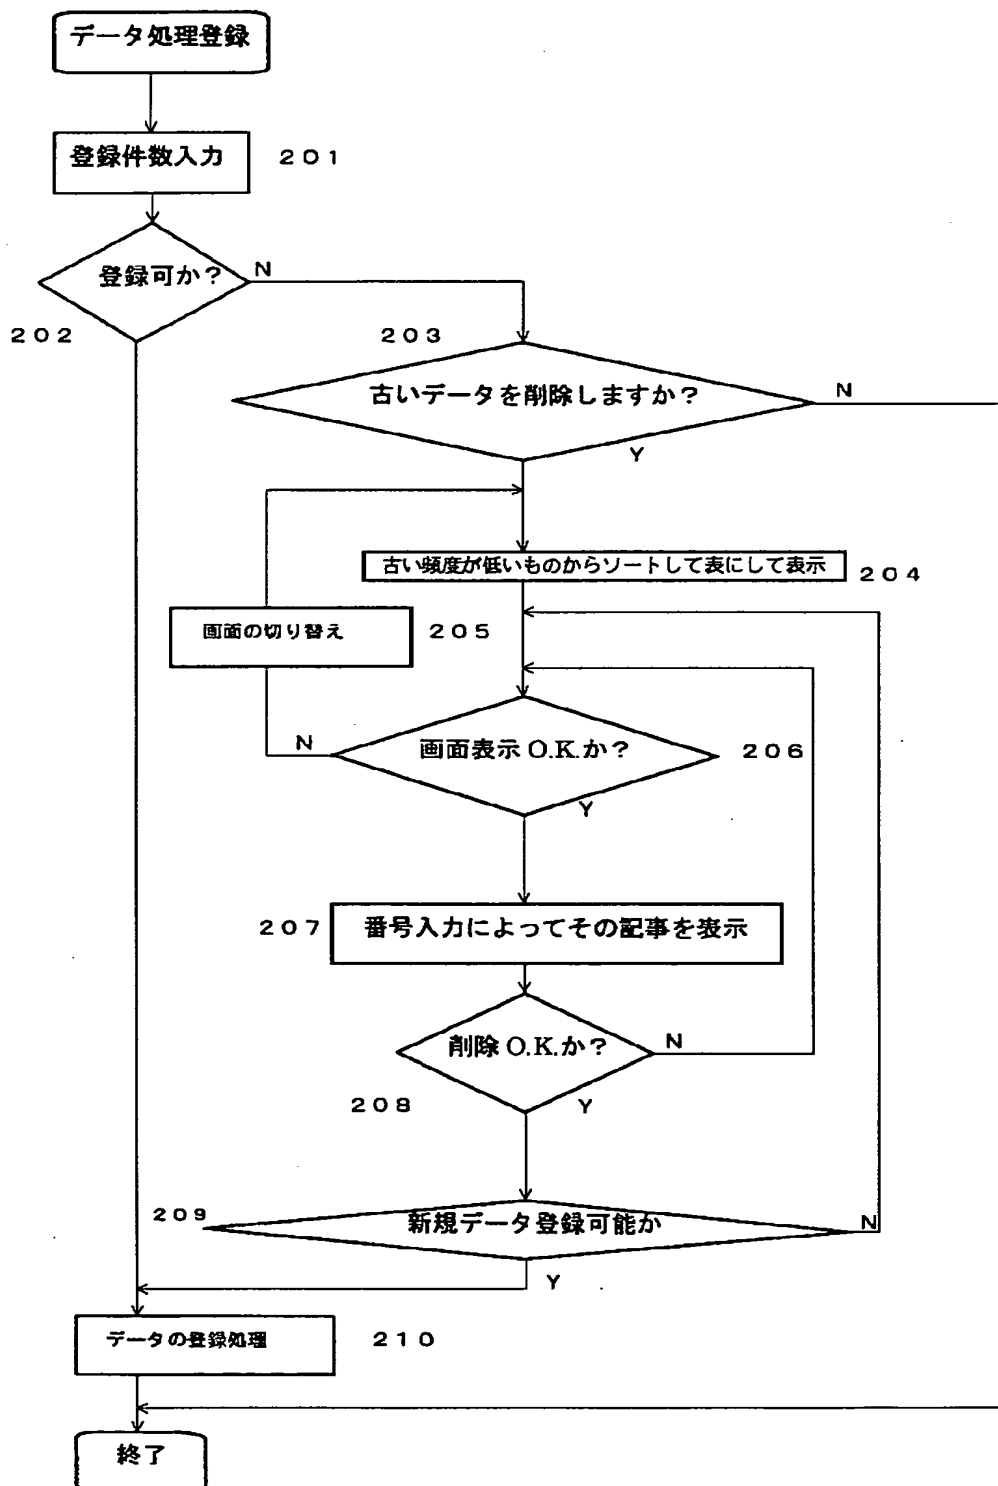 データ処理登録
登録件数入力
201
登録可か？
N
202
203
古いデータを削除しますか？
N
Y
古い頻度が低いものからソートして表にして表示
204
画面の切り替え
205
画面表示O.K.か？
N
206
Y
207
番号入力によってその記事を表示
削除O.K.か？
N
208
Y
209
新規データ登録可能か
N
Y
データの登録処理
210
終了